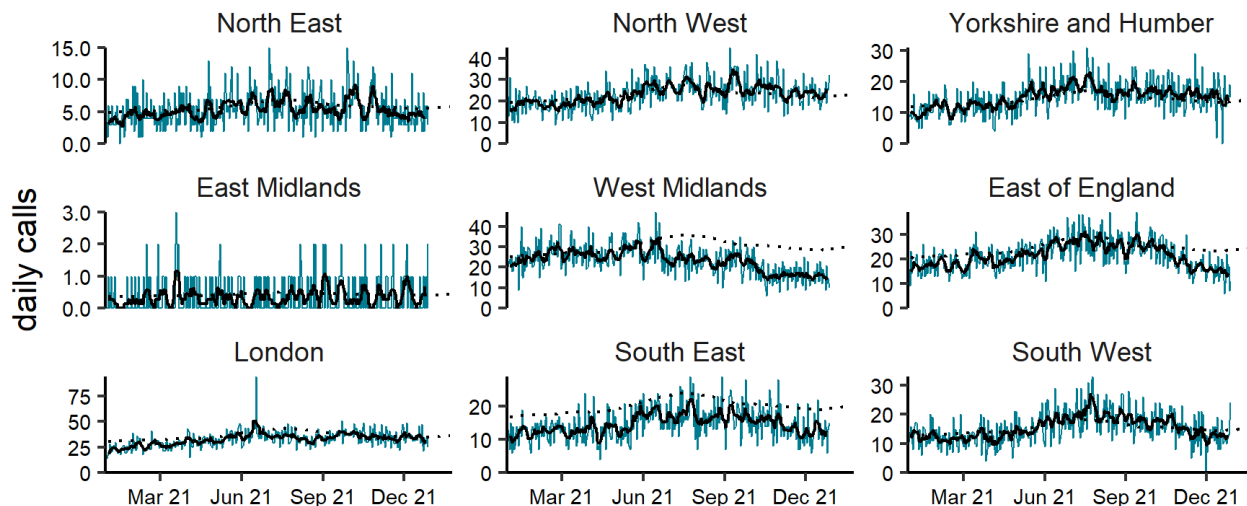 North East
North West
Yorkshire and Humber
15.0
10.0
5.0
0.0
40
30
20
10
0
30
20
10
0
East Midlands
West Midlands
East of England
daily calls
3.0
2.0
1.0
0.0
40
30
20
10
0
30
20
10
0
London
South East
South West
75
50
25
0
20
10
0
30
20
10
0
Mar 21 Jun 21 Sep 21 Dec 21
Mar 21 Jun 21 Sep 21 Dec 21
Mar 21 Jun 21 Sep 21 Dec 21